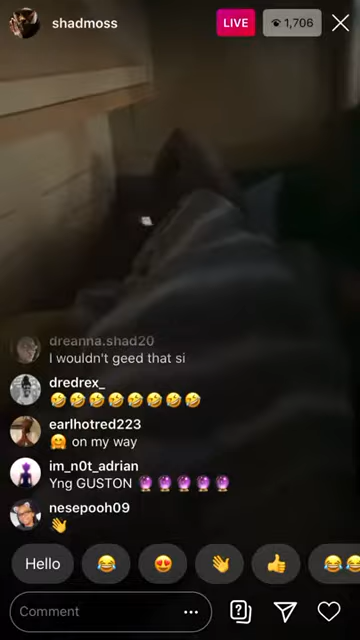 shadmoss LIVE 1,706
dreanna.shad20
I wouldn't geed that si
dredrex_
🤣🤣🤣🤣🤣🤣🤣🤣
earlhotred223
🤗 on my way
im_n0t_adrian
Yng GUSTON 🔮🔮🔮🔮🔮
nesepooh09
👋
Hello 😂 😍 👋 👍 😂😂
Comment